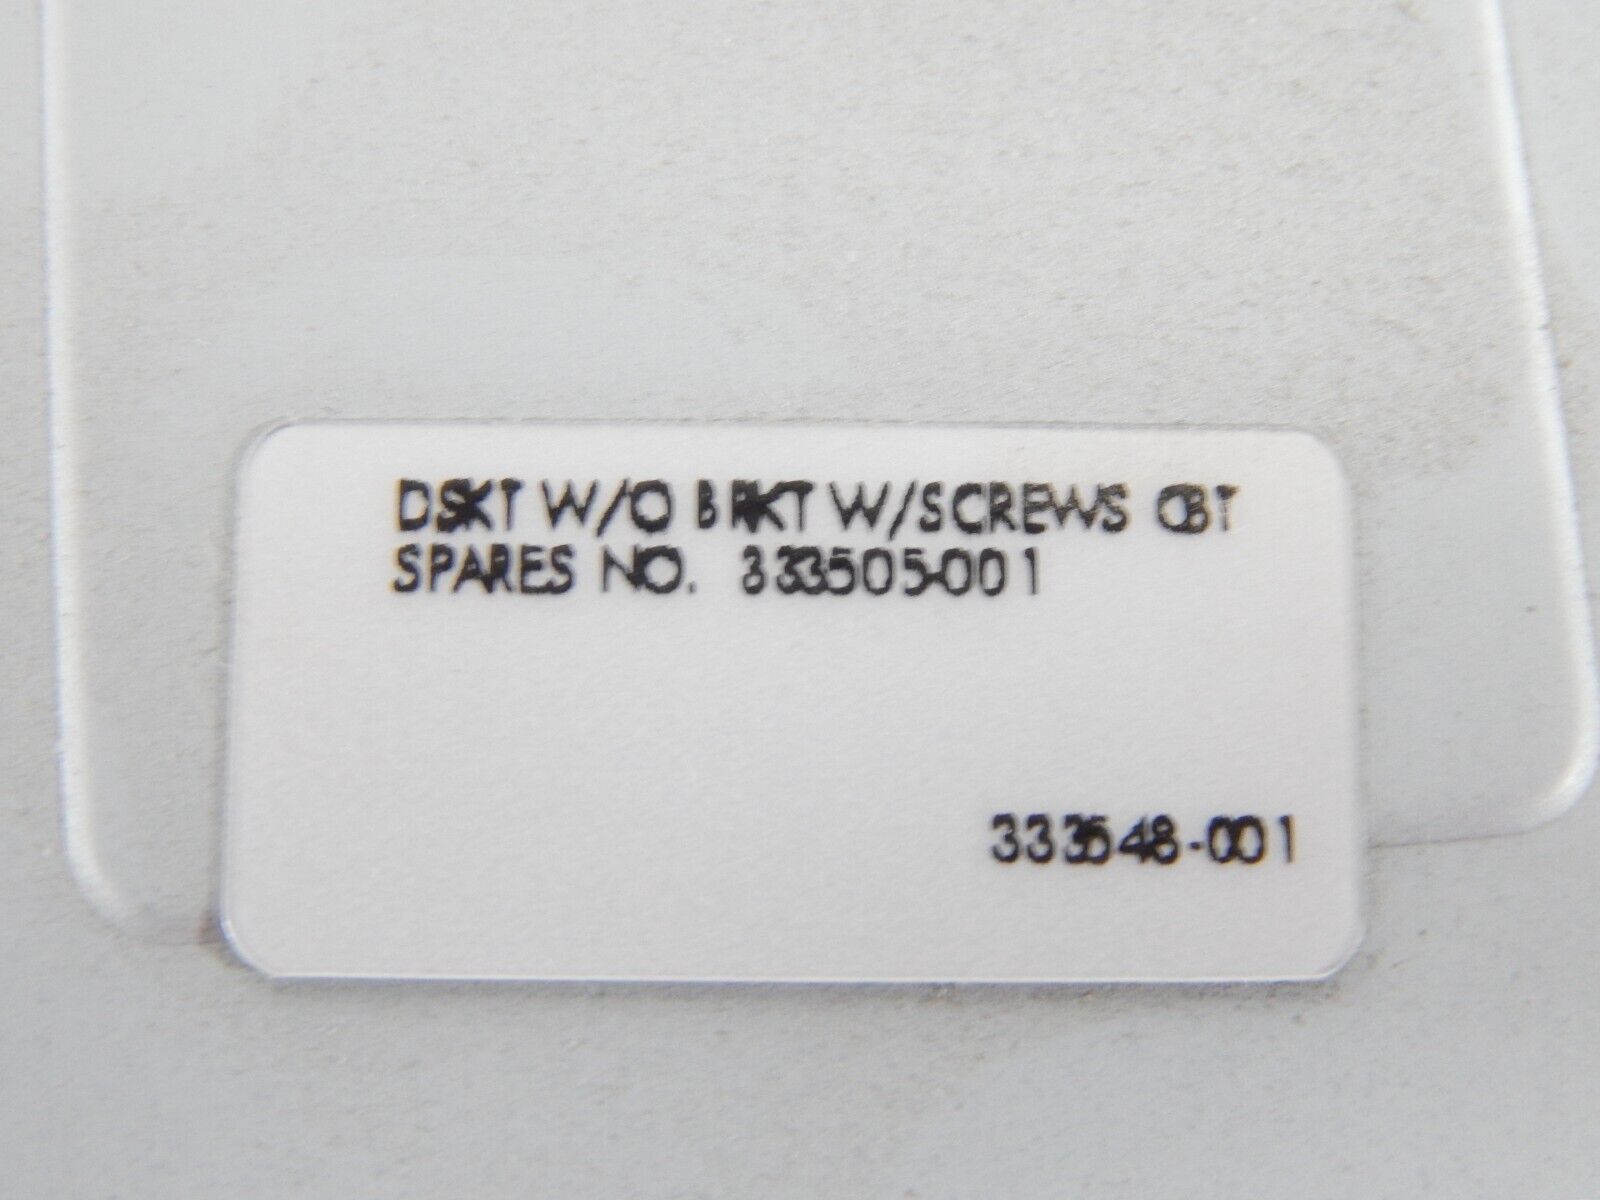 DSKT W/O BRKT W/SCREWS CBT
SPARES NO. 333505-001
333548-001